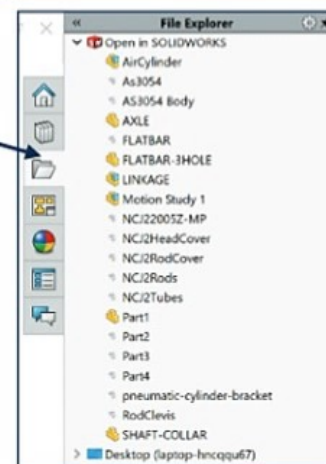 File Explorer
Open in SOLIDWORKS
AirCylinder
As3054
AS3054 Body
AXLE
FLATBAR
FLATBAR-3HOLE
LINKAGE
Motion Study 1
NCJ22005Z-MP
NCJ2HeadCover
NCJ2RodCover
NCJ2Rods
NCJ2Tubes
Part1
Part2
Part3
Part4
pneumatic-cylinder-bracket
RodClevis
SHAFT-COLLAR
Desktop (laptop-hncqqu67)